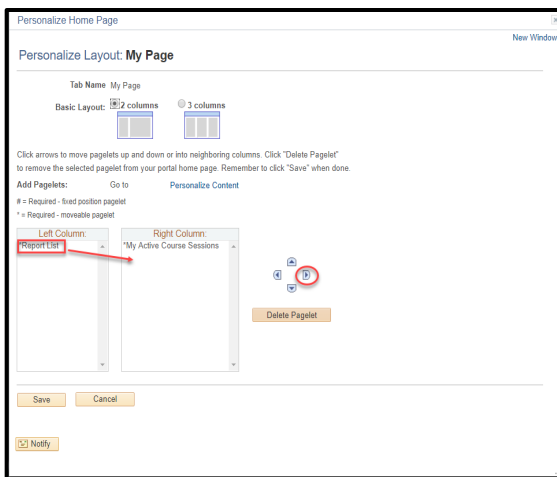 Personalize Home Page
New Window
Personalize Layout: My Page
Tab Name My Page
Basic Layout: 2 columns 3 columns
Click arrows to move pagelets up and down or into neighboring columns. Click "Delete Pagelet"
to remove the selected pagelet from your portal home page. Remember to click "Save" when done.
Add Pagelets: Go to Personalize Content
# = Required - fixed position pagelet
* = Required - moveable pagelet
Left Column: Right Column:
*Report List *My Active Course Sessions
Delete Pagelet
Save Cancel
Notify